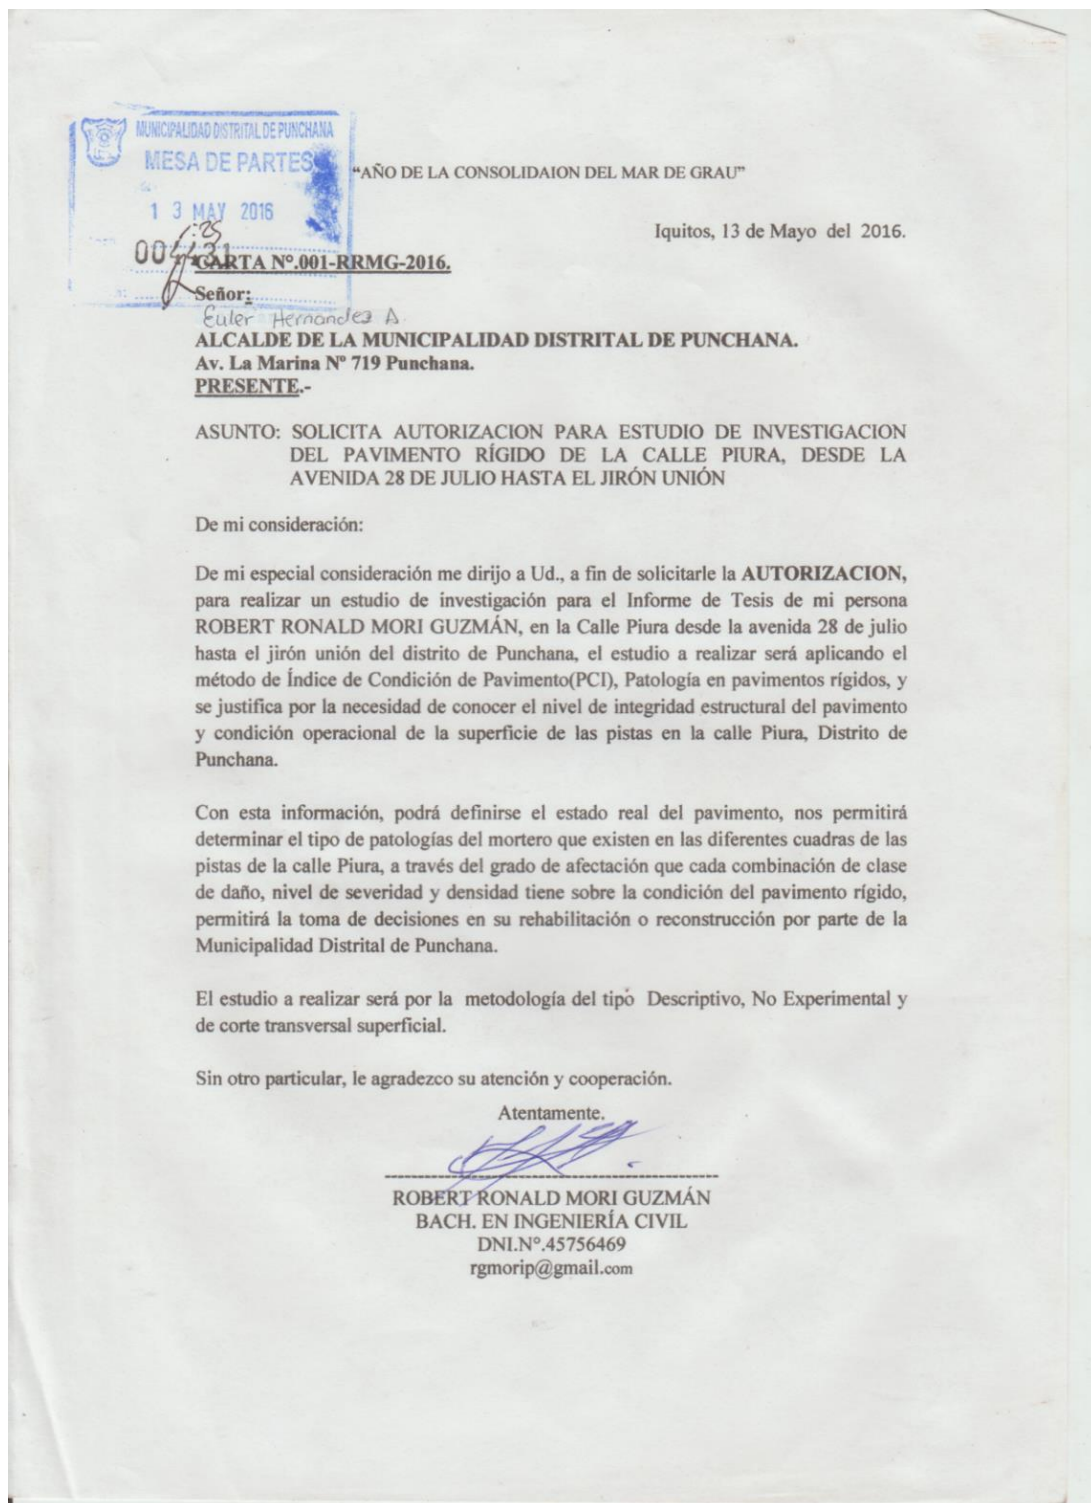 MUNICIPALIDAD DISTRITAL DE PUNCHANA
MESA DE PARTES
13 MAY 2016
“AÑO DE LA CONSOLIDAION DEL MAR DE GRAU”
Iquitos, 13 de Mayo del 2016.
004431
CARTA Nº.001-RRMG-2016.
Señor:
Euler Hernandez A.
ALCALDE DE LA MUNICIPALIDAD DISTRITAL DE PUNCHANA.
Av. La Marina Nº 719 Punchana.
PRESENTE.-
ASUNTO: SOLICITA AUTORIZACION PARA ESTUDIO DE INVESTIGACION
DEL PAVIMENTO RÍGIDO DE LA CALLE PIURA, DESDE LA
AVENIDA 28 DE JULIO HASTA EL JIRÓN UNIÓN
De mi consideración:
De mi especial consideración me dirijo a Ud., a fin de solicitarle la AUTORIZACION,
para realizar un estudio de investigación para el Informe de Tesis de mi persona
ROBERT RONALD MORI GUZMÁN, en la Calle Piura desde la avenida 28 de julio
hasta el jirón unión del distrito de Punchana, el estudio a realizar será aplicando el
método de Índice de Condición de Pavimento(PCI), Patología en pavimentos rígidos, y
se justifica por la necesidad de conocer el nivel de integridad estructural del pavimento
y condición operacional de la superficie de las pistas en la calle Piura, Distrito de
Punchana.
Con esta información, podrá definirse el estado real del pavimento, nos permitirá
determinar el tipo de patologías del mortero que existen en las diferentes cuadras de las
pistas de la calle Piura, a través del grado de afectación que cada combinación de clase
de daño, nivel de severidad y densidad tiene sobre la condición del pavimento rígido,
permitirá la toma de decisiones en su rehabilitación o reconstrucción por parte de la
Municipalidad Distrital de Punchana.
El estudio a realizar será por la metodología del tipo Descriptivo, No Experimental y
de corte transversal superficial.
Sin otro particular, le agradezco su atención y cooperación.
Atentamente.
ROBERT RONALD MORI GUZMÁN
BACH. EN INGENIERÍA CIVIL
DNI.Nº.45756469
rgmorip@gmail.com